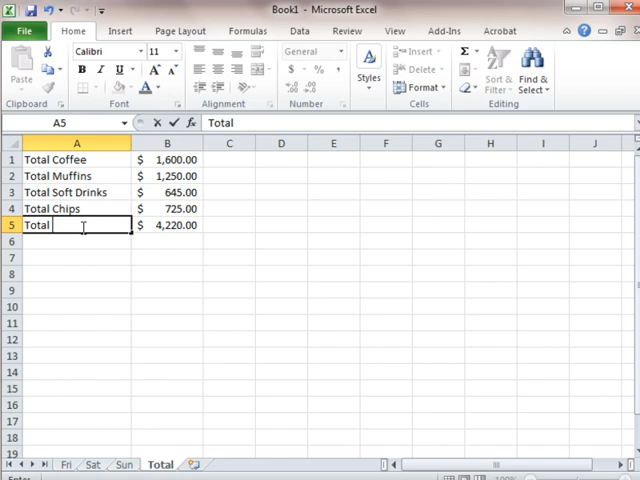 Book1 - Microsoft Excel
File Home Insert Page Layout Formulas Data Review View Add-Ins Acrobat
Calibri 11 General Insert Σ
Delete
Paste B I U A A $ % , Styles Format Sort & Filter Find & Select
Clipboard Font Alignment Number Cells Editing
A5 fx Total
A B C D E F G H I J
1 Total Coffee $ 1,600.00
2 Total Muffins $ 1,250.00
3 Total Soft Drinks $ 645.00
4 Total Chips $ 725.00
5 Total $ 4,220.00
6
7
8
9
10
11
12
13
14
15
16
17
18
19
Fri Sat Sun Total
Enter 100%